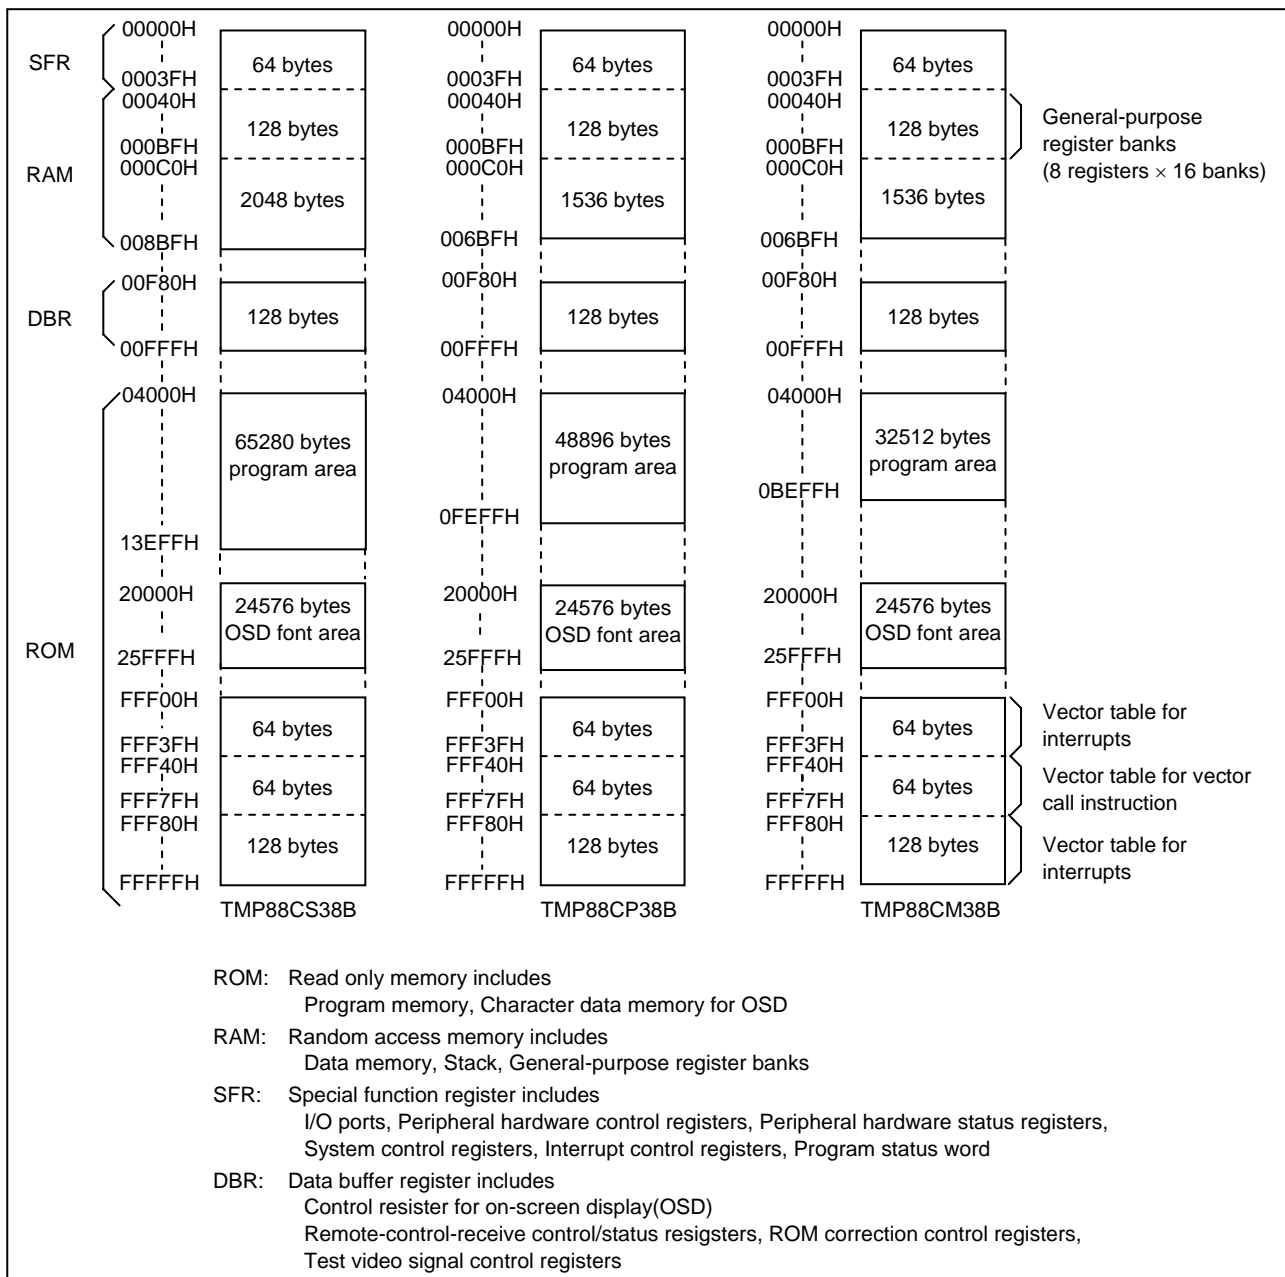 SFR
RAM
DBR
ROM
00000H
0003FH
00040H
000BFH
000C0H
008BFH
00F80H
00FFFH
04000H
13EFFH
20000H
25FFFH
FFF00H
FFF3FH
FFF40H
FFF7FH
FFF80H
FFFFFH
64 bytes
128 bytes
2048 bytes
128 bytes
65280 bytes
program area
24576 bytes
OSD font area
64 bytes
64 bytes
128 bytes
TMP88CS38B
00000H
0003FH
00040H
000BFH
000C0H
006BFH
00F80H
00FFFH
04000H
0FEFFH
20000H
25FFFH
FFF00H
FFF3FH
FFF40H
FFF7FH
FFF80H
FFFFFH
64 bytes
128 bytes
1536 bytes
128 bytes
48896 bytes
program area
24576 bytes
OSD font area
64 bytes
64 bytes
128 bytes
TMP88CP38B
00000H
0003FH
00040H
000BFH
000C0H
006BFH
00F80H
00FFFH
04000H
0BEFFH
20000H
25FFFH
FFF00H
FFF3FH
FFF40H
FFF7FH
FFF80H
FFFFFH
64 bytes
128 bytes
1536 bytes
128 bytes
32512 bytes
program area
24576 bytes
OSD font area
64 bytes
64 bytes
128 bytes
TMP88CM38B
General-purpose
register banks
(8 registers × 16 banks)
Vector table for
interrupts
Vector table for vector
call instruction
Vector table for
interrupts
ROM: Read only memory includes
Program memory, Character data memory for OSD
RAM: Random access memory includes
Data memory, Stack, General-purpose register banks
SFR: Special function register includes
I/O ports, Peripheral hardware control registers, Peripheral hardware status registers,
System control registers, Interrupt control registers, Program status word
DBR: Data buffer register includes
Control resister for on-screen display(OSD)
Remote-control-receive control/status resigsters, ROM correction control registers,
Test video signal control registers